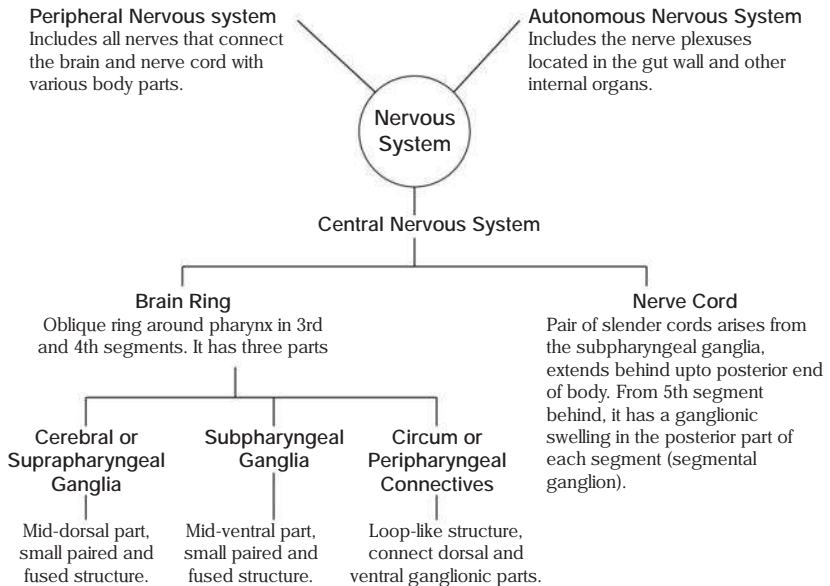 Peripheral Nervous system
Includes all nerves that connect
the brain and nerve cord with
various body parts.
Autonomous Nervous System
Includes the nerve plexuses
located in the gut wall and other
internal organs.
Nervous
System
Central Nervous System
Brain Ring
Oblique ring around pharynx in 3rd
and 4th segments. It has three parts
Nerve Cord
Pair of slender cords arises from
the subpharyngeal ganglia,
extends behind upto posterior end
of body. From 5th segment
behind, it has a ganglionic
swelling in the posterior part of
each segment (segmental
ganglion).
Cerebral or
Suprapharyngeal
Ganglia
Subpharyngeal
Ganglia
Circum or
Peripharyngeal
Connectives
Mid-dorsal part,
small paired and
fused structure.
Mid-ventral part,
small paired and
fused structure.
Loop-like structure,
connect dorsal and
ventral ganglionic parts.